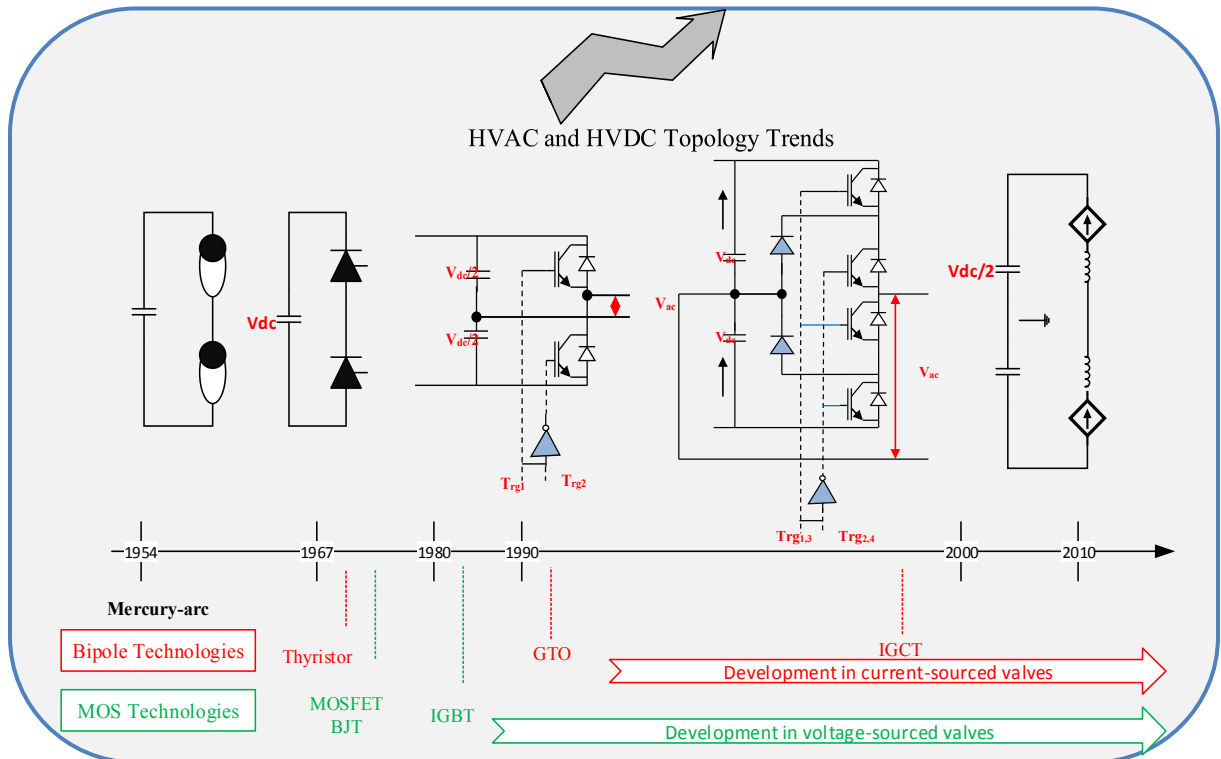 HVAC and HVDC Topology Trends
Vdc
Vdc/2
Vdc/2
Trg1
Trg2
Vac
Vdc
Vdc
Vac
Trg1,3
Trg2,4
Vdc/2
1954
1967
1980
1990
2000
2010
Mercury-arc
Bipole Technologies
Thyristor
GTO
IGCT
Development in current-sourced valves
MOS Technologies
MOSFET
BJT
IGBT
Development in voltage-sourced valves